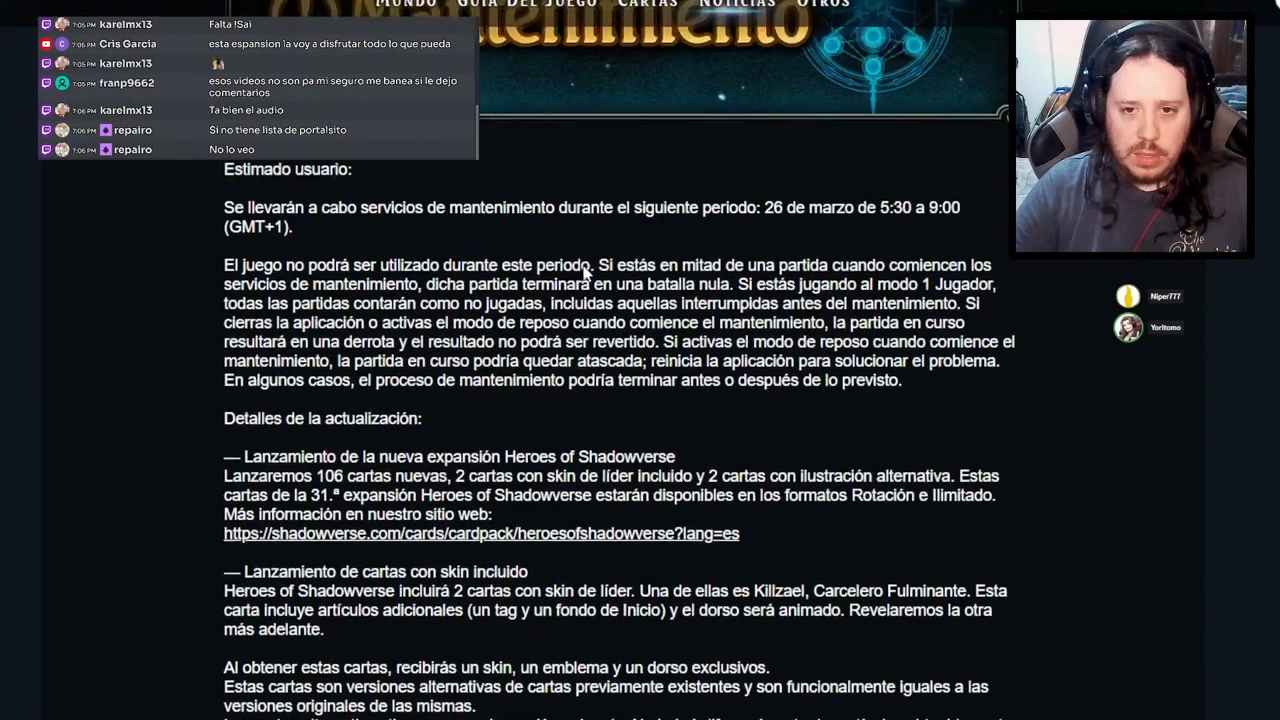 MUNDO GUÍA DEL JUEGO CARTAS NOTICIAS OTROS
Mantenimiento
7:05 PM karelmx13 Falta !Sai
7:05 PM Cris Garcia esta espansion la voy a disfrutar todo lo que pueda
7:05 PM karelmx13
7:05 PM franp9662 esos videos no son pa mi seguro me banea si le dejo
comentarios
7:06 PM karelmx13 Ta bien el audio
7:06 PM repairo Si no tiene lista de portalsito
7:06 PM repairo No lo veo
Estimado usuario:
Se llevarán a cabo servicios de mantenimiento durante el siguiente periodo: 26 de marzo de 5:30 a 9:00
(GMT+1).
El juego no podrá ser utilizado durante este periodo. Si estás en mitad de una partida cuando comiencen los
servicios de mantenimiento, dicha partida terminará en una batalla nula. Si estás jugando al modo 1 Jugador,
todas las partidas contarán como no jugadas, incluidas aquellas interrumpidas antes del mantenimiento. Si
cierras la aplicación o activas el modo de reposo cuando comience el mantenimiento, la partida en curso
resultará en una derrota y el resultado no podrá ser revertido. Si activas el modo de reposo cuando comience el
mantenimiento, la partida en curso podría quedar atascada; reinicia la aplicación para solucionar el problema.
En algunos casos, el proceso de mantenimiento podría terminar antes o después de lo previsto.
Detalles de la actualización:
— Lanzamiento de la nueva expansión Heroes of Shadowverse
Lanzaremos 106 cartas nuevas, 2 cartas con skin de líder incluido y 2 cartas con ilustración alternativa. Estas
cartas de la 31.ª expansión Heroes of Shadowverse estarán disponibles en los formatos Rotación e Ilimitado.
Más información en nuestro sitio web:
https://shadowverse.com/cards/cardpack/heroesofshadowverse?lang=es
— Lanzamiento de cartas con skin incluido
Heroes of Shadowverse incluirá 2 cartas con skin de líder. Una de ellas es Killzael, Carcelero Fulminante. Esta
carta incluye artículos adicionales (un tag y un fondo de Inicio) y el dorso será animado. Revelaremos la otra
más adelante.
Al obtener estas cartas, recibirás un skin, un emblema y un dorso exclusivos.
Estas cartas son versiones alternativas de cartas previamente existentes y son funcionalmente iguales a las
versiones originales de las mismas.
Niper777
Yoritomo